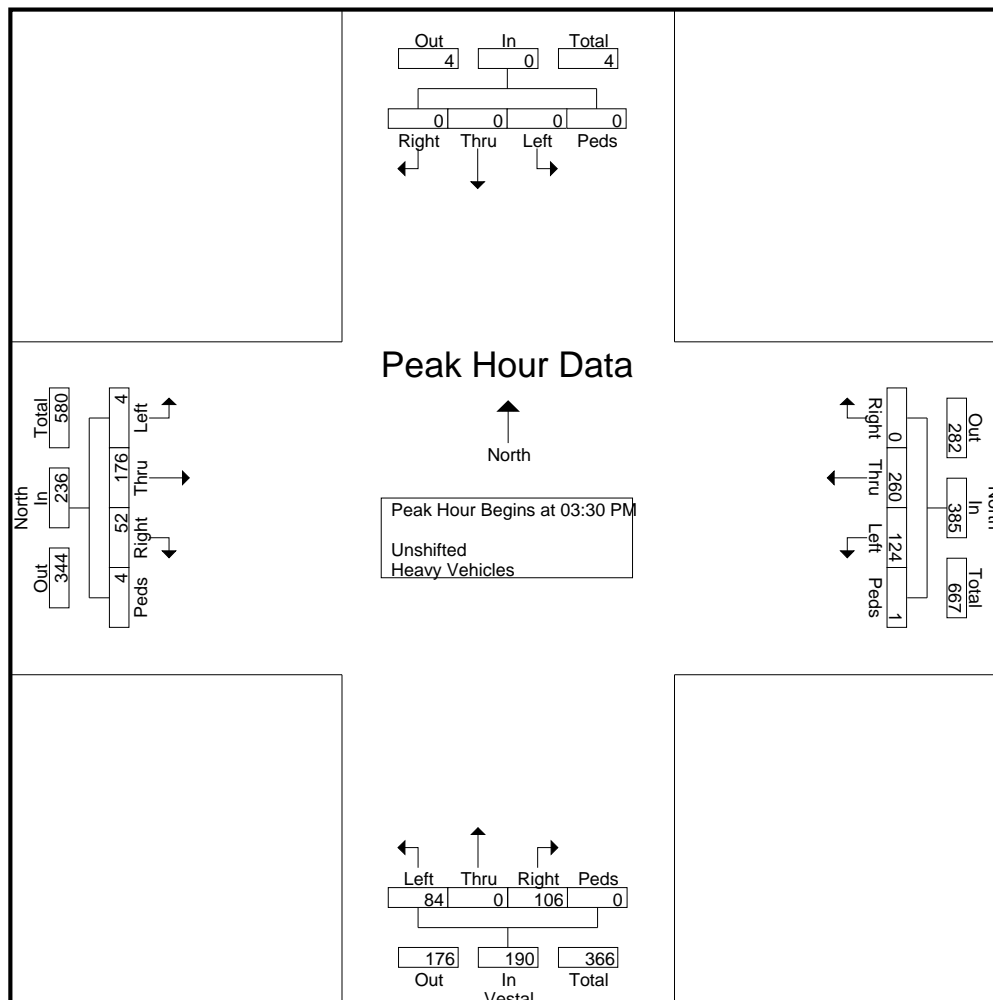 Out In Total
4 0 4
0 0 0 0
Right Thru Left Peds
Peak Hour Data
North
Peak Hour Begins at 03:30 PM
Unshifted
Heavy Vehicles
North
Total In Out
580 236 344
4 176 52 4
Left Thru Right Peds
Right Thru Left Peds
0 260 124 1
Out In Total
282 385 667
North
Left Thru Right Peds
84 0 106 0
176 190 366
Out In Total
Vestal